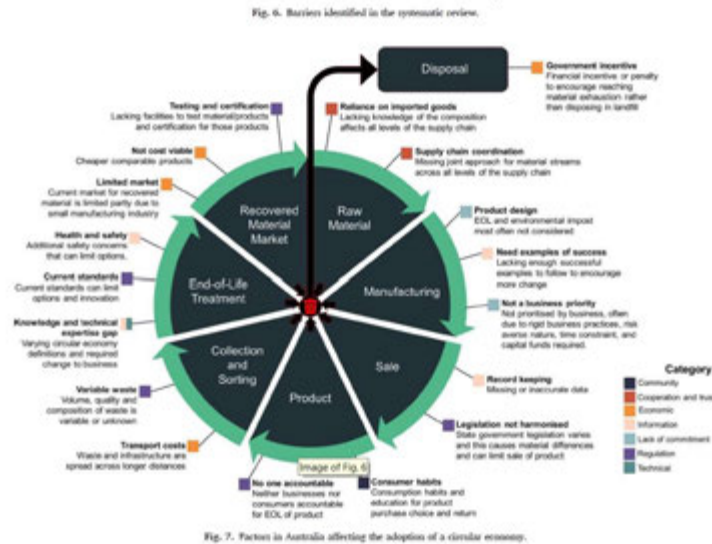 Fig. 6. Barriers identified in the systematic review.
Disposal
Government incentive
Financial incentive or penalty
to encourage reaching
material exhaustion rather
than disposing in landfill
Testing and certification
Lacking facilities to test material/products
and certification for those products
Reliance on imported goods
Lacking knowledge of the composition
affects all levels of the supply chain
Not cost viable
Cheaper comparable products
Supply chain coordination
Missing joint approach for material streams
across all levels of the supply chain
Limited market
Current market for recovered
material is limited partly due to
small manufacturing industry
Recovered
Material
Market
Raw
Material
Product design
EOL and environmental impost
most often not considered
Health and safety
Additional safety concerns
that can limit options.
Need examples of success
Lacking enough successful
examples to follow to encourage
more change
Current standards
Current standards can limit
options and innovation
End-of-Life
Treatment
Manufacturing
Not a business priority
Not prioritised by business, often
due to rigid business practices, risk
averse nature, time constraint, and
capital funds required.
Knowledge and technical
expertise gap
Varying circular economy
definitions and required
change to business
Collection
and
Sorting
Sale
Product
Record keeping
Missing or inaccurate data
Variable waste
Volume, quality and
composition of waste is
variable or unknown
Legislation not harmonised
State government legislation varies
and this causes material differences
and can limit sale of product
Transport costs
Waste and infrastructure are
spread across longer distances
Image of Fig. 6
No one accountable
Neither businesses nor
consumers accountable
for EOL of product
Consumer habits
Consumption habits and
education for product
purchase choice and return
Category
Community
Cooperation and trus
Economic
Information
Lack of commitment
Regulation
Technical
Fig. 7. Factors in Australia affecting the adoption of a circular economy.